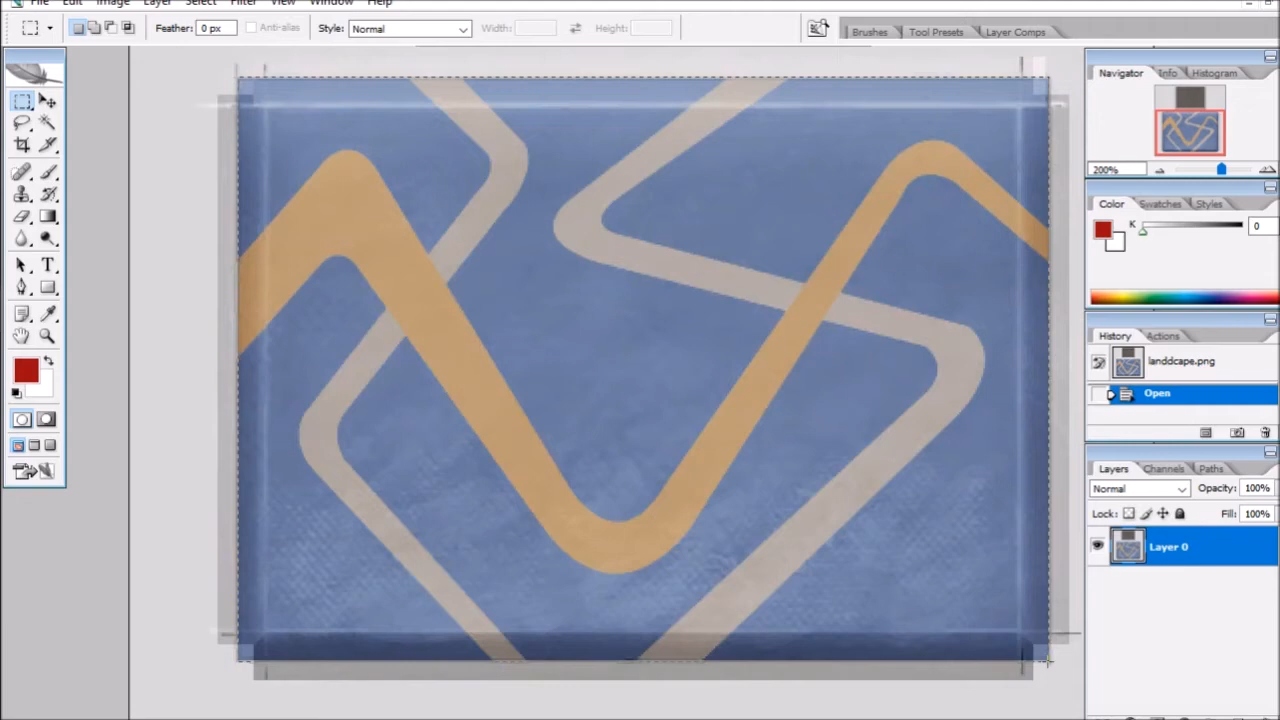 File Edit Image Layer Select Filter View Window Help
Feather: 0 px Anti-alias Style: Normal Width: Height: Brushes Tool Presets Layer Comps
Navigator Info Histogram
200%
Color Swatches Styles
K 0
History Actions
landdcape.png
Open
Layers Channels Paths
Normal Opacity: 100%
Lock: Fill: 100%
Layer 0